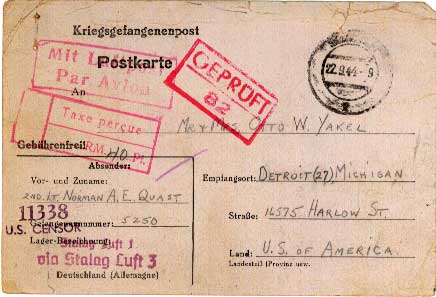 Kriegsgefangenenpost
Mit Luftpost
Par Avion
Postkarte
GEPRÜFT
82
22.9.44-9
An
Taxe perçue
RM. 40 Pf.
MR & MRS. OTTO W. YAKEL
Gebührenfrei!
Absender:
Vor- und Zuname:
2ND. LT. NORMAN A. E. QUAST
Empfangsort: DETROIT (27), MICHIGAN
11338
U.S. CENSOR
Gefangenennummer: 5250
Straße: 16575 HARLOW ST.
Lager-Bezeichnung:
Stalag Luft 1
via Stalag Luft 3
Deutschland (Allemagne)
Land: U.S. OF AMERICA.
Landesteil (Provinz usw.